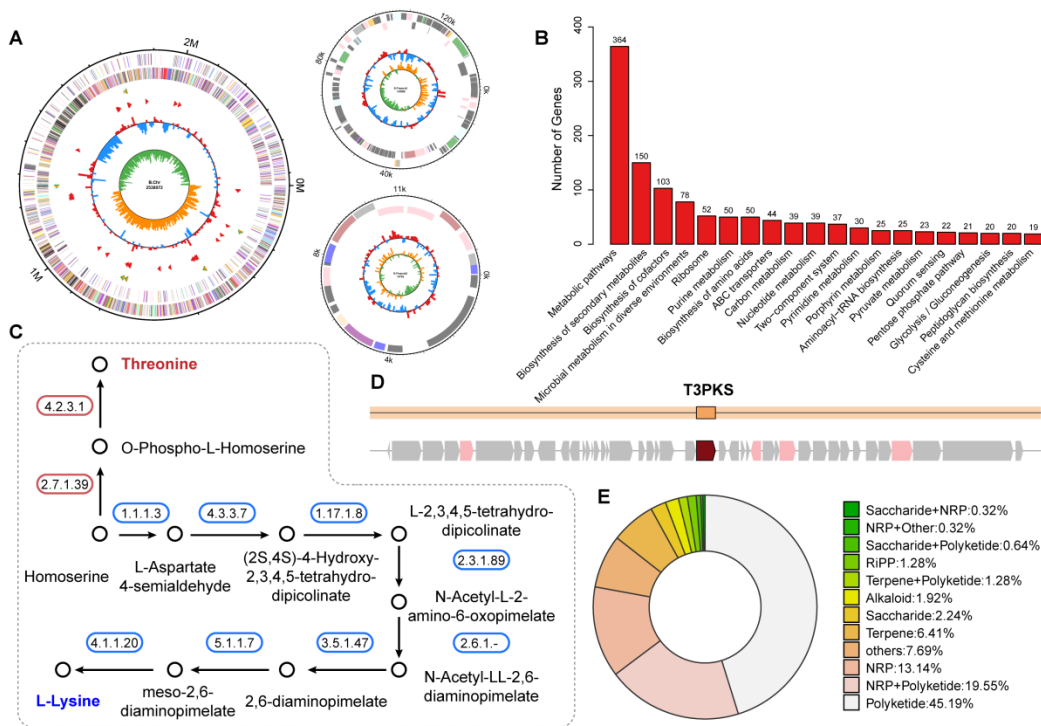 A
2M
0M
1M
B.Chr
2538873
120k
80k
0k
40k
11k
8k
0k
4k
B
Number of Genes
400
300
200
100
0
364
150
103
78
52
50
50
44
39
39
37
30
25
25
23
22
21
20
20
19
Metabolic pathways
Biosynthesis of secondary metabolites
Biosynthesis of cofactors
Microbial metabolism in diverse environments
Ribosome
Purine metabolism
Biosynthesis of amino acids
ABC transporters
Carbon metabolism
Nucleotide metabolism
Two−component system
Pyrimidine metabolism
Porphyrin metabolism
Aminoacyl−tRNA biosynthesis
Pyruvate metabolism
Quorum sensing
Pentose phosphate pathway
Glycolysis / Gluconeogenesis
Peptidoglycan biosynthesis
Cysteine and methionine metabolism
C
Threonine
4.2.3.1
O-Phospho-L-Homoserine
2.7.1.39
1.1.1.3
4.3.3.7
1.17.1.8
Homoserine
L-Aspartate
4-semialdehyde
(2S,4S)-4-Hydroxy-
2,3,4,5-tetrahydro-
dipicolinate
L-2,3,4,5-tetrahydro-
dipicolinate
2.3.1.89
N-Acetyl-L-2-
amino-6-oxopimelate
2.6.1.-
N-Acetyl-LL-2,6-
diaminopimelate
3.5.1.47
2,6-diaminopimelate
5.1.1.7
meso-2,6-
diaminopimelate
4.1.1.20
L-Lysine
D
T3PKS
E
Saccharide+NRP:0.32%
NRP+Other:0.32%
Saccharide+Polyketide:0.64%
RiPP:1.28%
Terpene+Polyketide:1.28%
Alkaloid:1.92%
Saccharide:2.24%
Terpene:6.41%
others:7.69%
NRP:13.14%
NRP+Polyketide:19.55%
Polyketide:45.19%